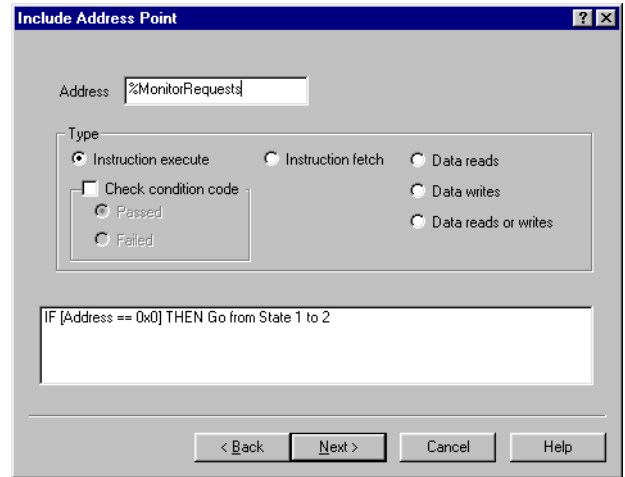 Include Address Point
Address %MonitorRequests
Type
Instruction execute Instruction fetch Data reads
Check condition code Data writes
Passed Data reads or writes
Failed
IF [Address == 0x0] THEN Go from State 1 to 2
< Back Next > Cancel Help